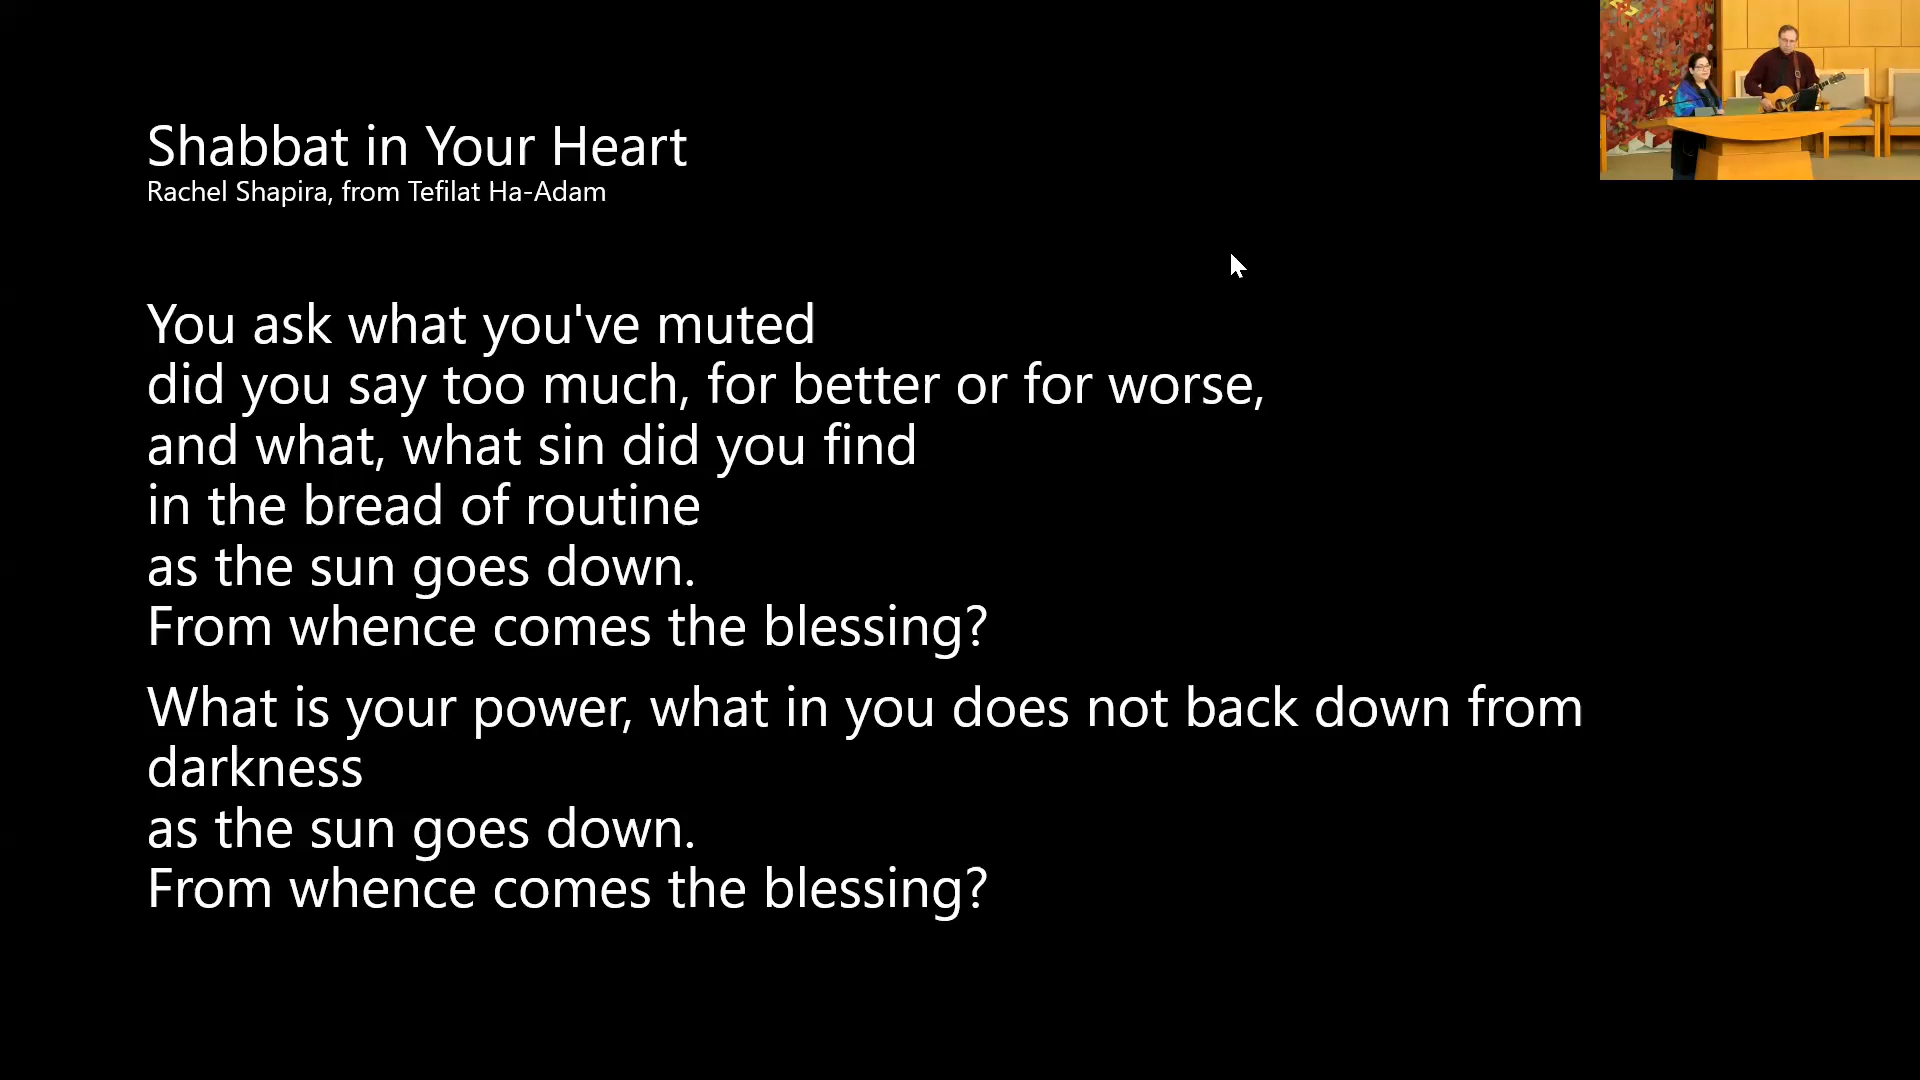 Shabbat in Your Heart
Rachel Shapira, from Tefilat Ha-Adam
You ask what you've muted
did you say too much, for better or for worse,
and what, what sin did you find
in the bread of routine
as the sun goes down.
From whence comes the blessing?
What is your power, what in you does not back down from
darkness
as the sun goes down.
From whence comes the blessing?